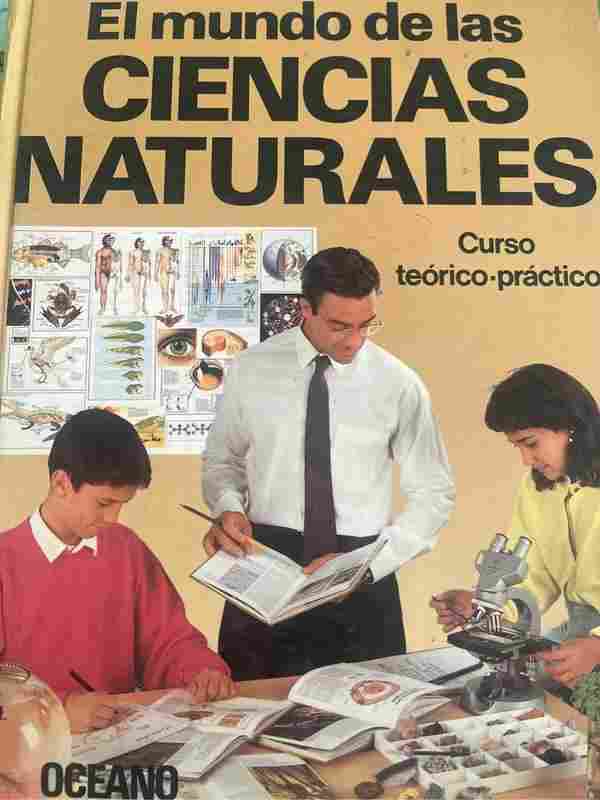 El mundo de las
CIENCIAS
NATURALES
Curso
teórico·práctico
OCEANO